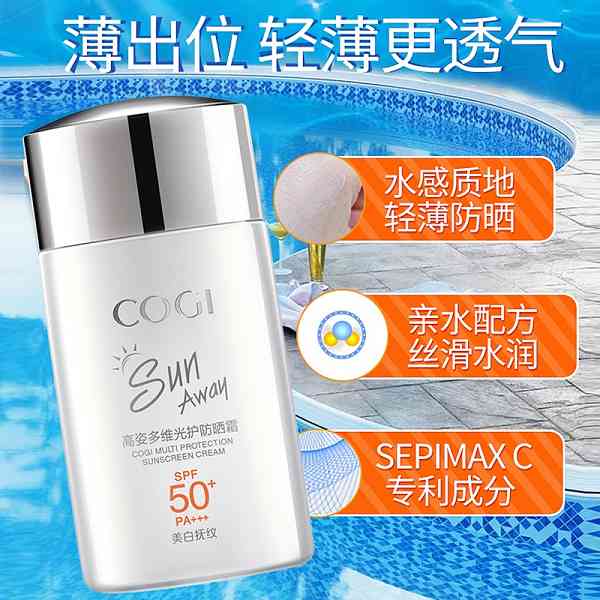 薄出位 轻薄更透气
水感质地
轻薄防晒
亲水配方
丝滑水润
SEPIMAX C
专利成分
COGI
Sun
Away
高姿多维光护防晒霜
COGI MULTI PROTECTION
SUNSCREEN CREAM
SPF
50+
PA+++
美白抚纹